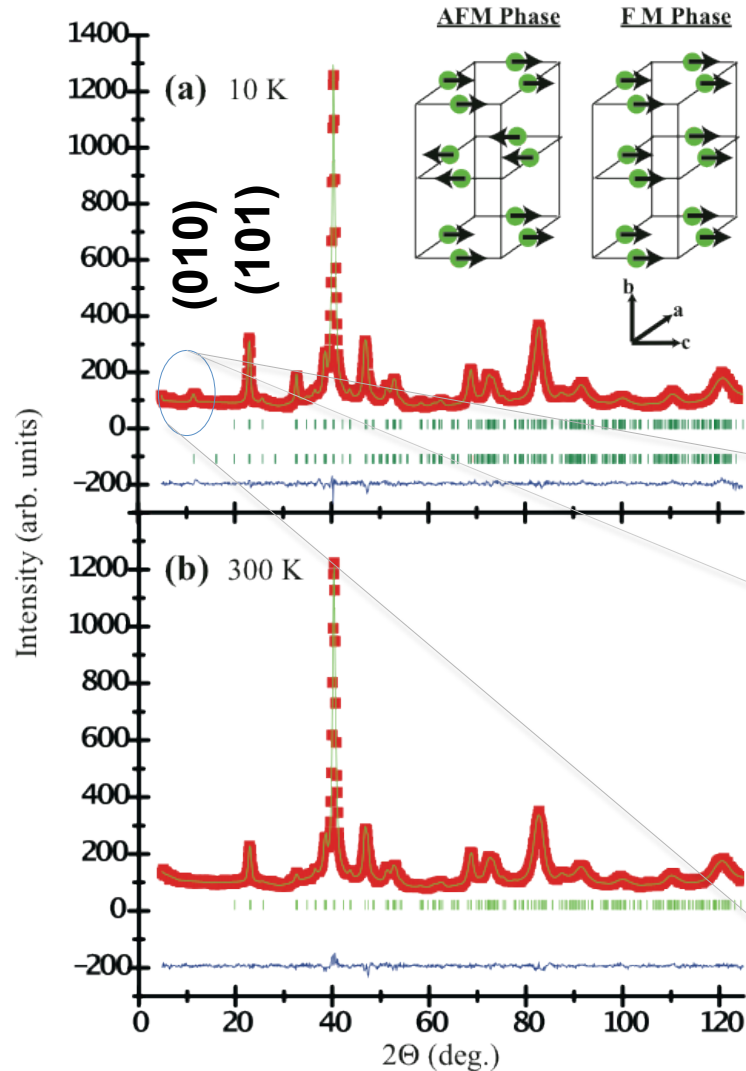 AFM Phase
F M Phase
1400
(a) 10 K
1200
1000
(010)
(101)
800
600
400
200
0
−200
b
a
c
(b) 300 K
1200
1000
800
600
400
200
0
−200
0 20 40 60 80 100 120
2Θ (deg.)
Intensity (arb. units)